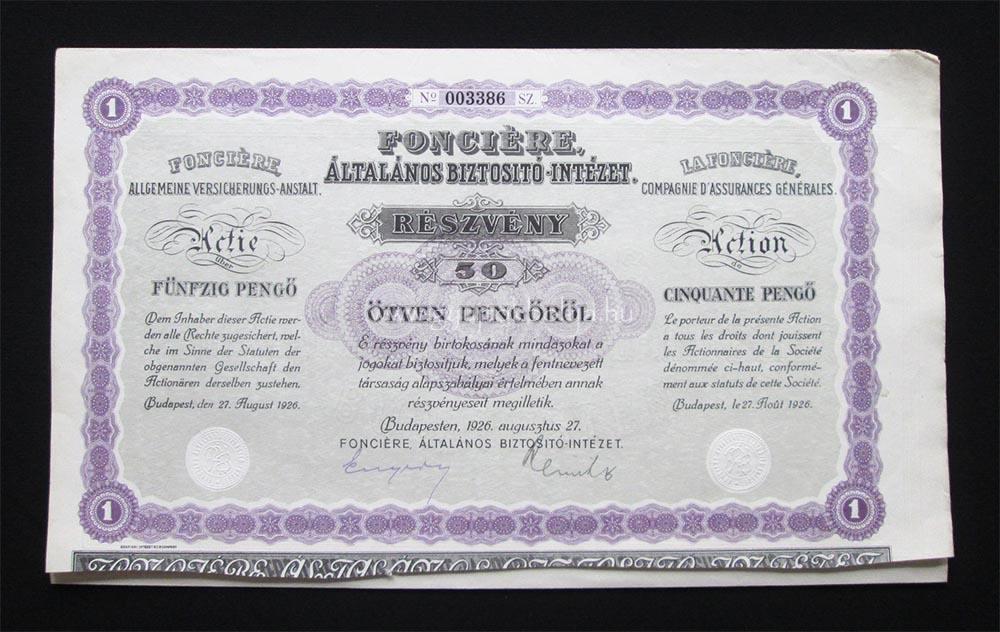 1
Nº 003386 SZ.
1
FONCIÈRE,
ÁLTALÁNOS BIZTOSITÓ-INTÉZET.
FONCIÈRE,
ALLGEMEINE VERSICHERUNGS-ANSTALT.
Actie
über
FÜNFZIG PENGŐ
Dem Inhaber dieser Actie wer-
den alle Rechte zugesichert, wel-
che im Sinne der Statuten der
obgenannten Gesellschaft den
Actionären derselben zustehen.
Budapest, den 27. August 1926.
RÉSZVÉNY
50
ÖTVEN PENGŐRŐL
E részvény birtokosának mindazokat a
jogokat biztosítjuk, melyek a fentnevezett
társaság alapszabályai értelmében annak
részvényeseit megilletik.
Budapesten, 1926. augusztus 27.
FONCIÈRE, ÁLTALÁNOS BIZTOSITÓ-INTÉZET.
LA FONCIÈRE,
COMPAGNIE D'ASSURANCES GÉNÉRALES.
Action
de
CINQUANTE PENGŐ
Le porteur de la présente Action
a tous les droits dont jouissent
les Actionnaires de la Société
dénommée ci-haut, conformé-
ment aux statuts de cette Société.
Budapest, le 27. Août 1926.
1
1